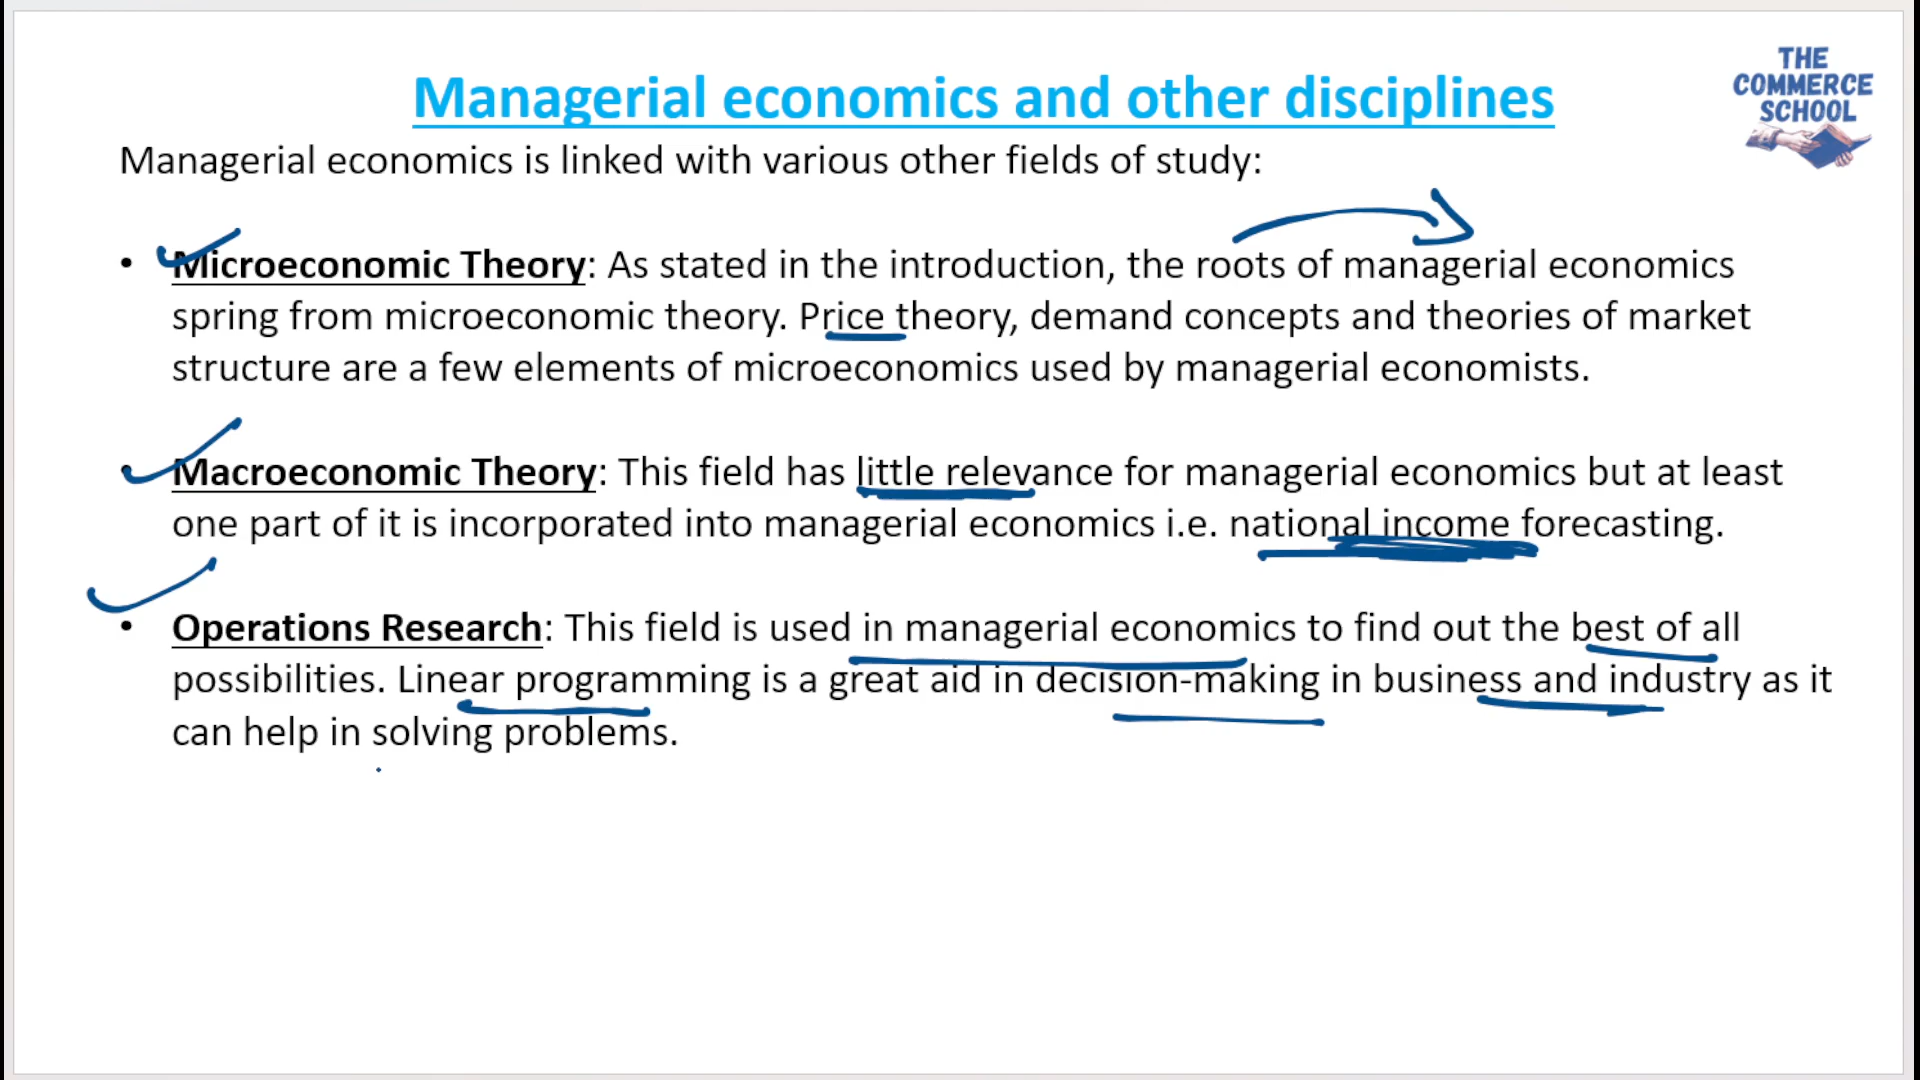 Managerial economics and other disciplines
THE
COMMERCE
SCHOOL
Managerial economics is linked with various other fields of study:
• Microeconomic Theory: As stated in the introduction, the roots of managerial economics
spring from microeconomic theory. Price theory, demand concepts and theories of market
structure are a few elements of microeconomics used by managerial economists.
• Macroeconomic Theory: This field has little relevance for managerial economics but at least
one part of it is incorporated into managerial economics i.e. national income forecasting.
• Operations Research: This field is used in managerial economics to find out the best of all
possibilities. Linear programming is a great aid in decision-making in business and industry as it
can help in solving problems.